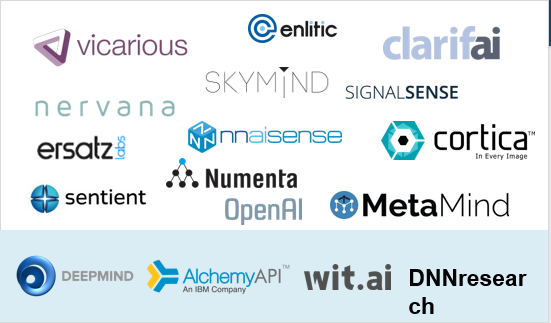 vicarious
enlitic
clarifai
SKYMIND
SIGNALSENSE
nervana
ersatz labs
nnaisense
cortica™
In Every Image
sentient
Numenta
OpenAI
MetaMind
DEEPMIND
AlchemyAPI™
An IBM Company
wit.ai
DNNresear
ch